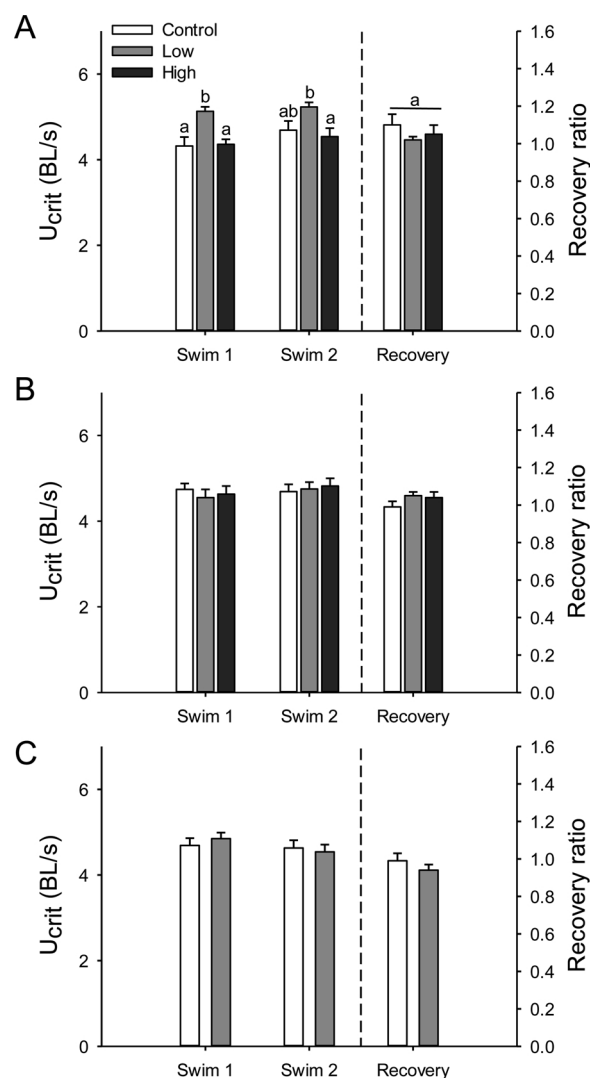 A
Control
Low
High
6
4
2
0
U_crit (BL/s)
a
b
a
ab
b
a
a
1.6
1.4
1.2
1.0
0.8
0.6
0.4
0.2
0.0
Recovery ratio
Swim 1
Swim 2
Recovery
B
6
4
2
0
U_crit (BL/s)
1.6
1.4
1.2
1.0
0.8
0.6
0.4
0.2
0.0
Recovery ratio
Swim 1
Swim 2
Recovery
C
6
4
2
0
U_crit (BL/s)
1.6
1.4
1.2
1.0
0.8
0.6
0.4
0.2
0.0
Recovery ratio
Swim 1
Swim 2
Recovery